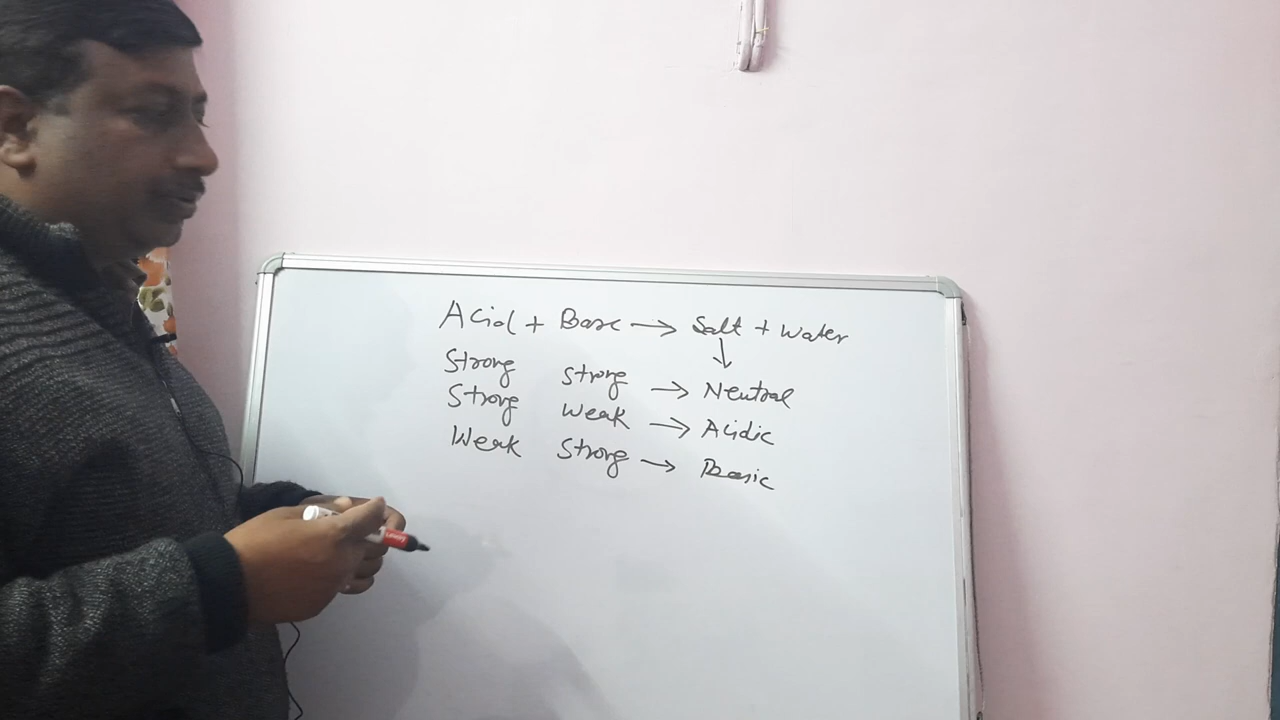 Acid + Base → Salt + Water
↓
Strong Strong → Neutral
Strong Weak → Acidic
Weak Strong → Basic